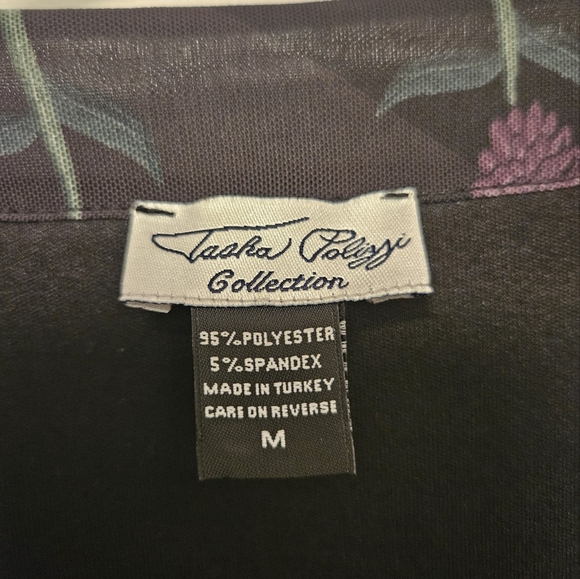 Tasha Polizzi
Collection
95% POLYESTER
5% SPANDEX
MADE IN TURKEY
CARE ON REVERSE
M